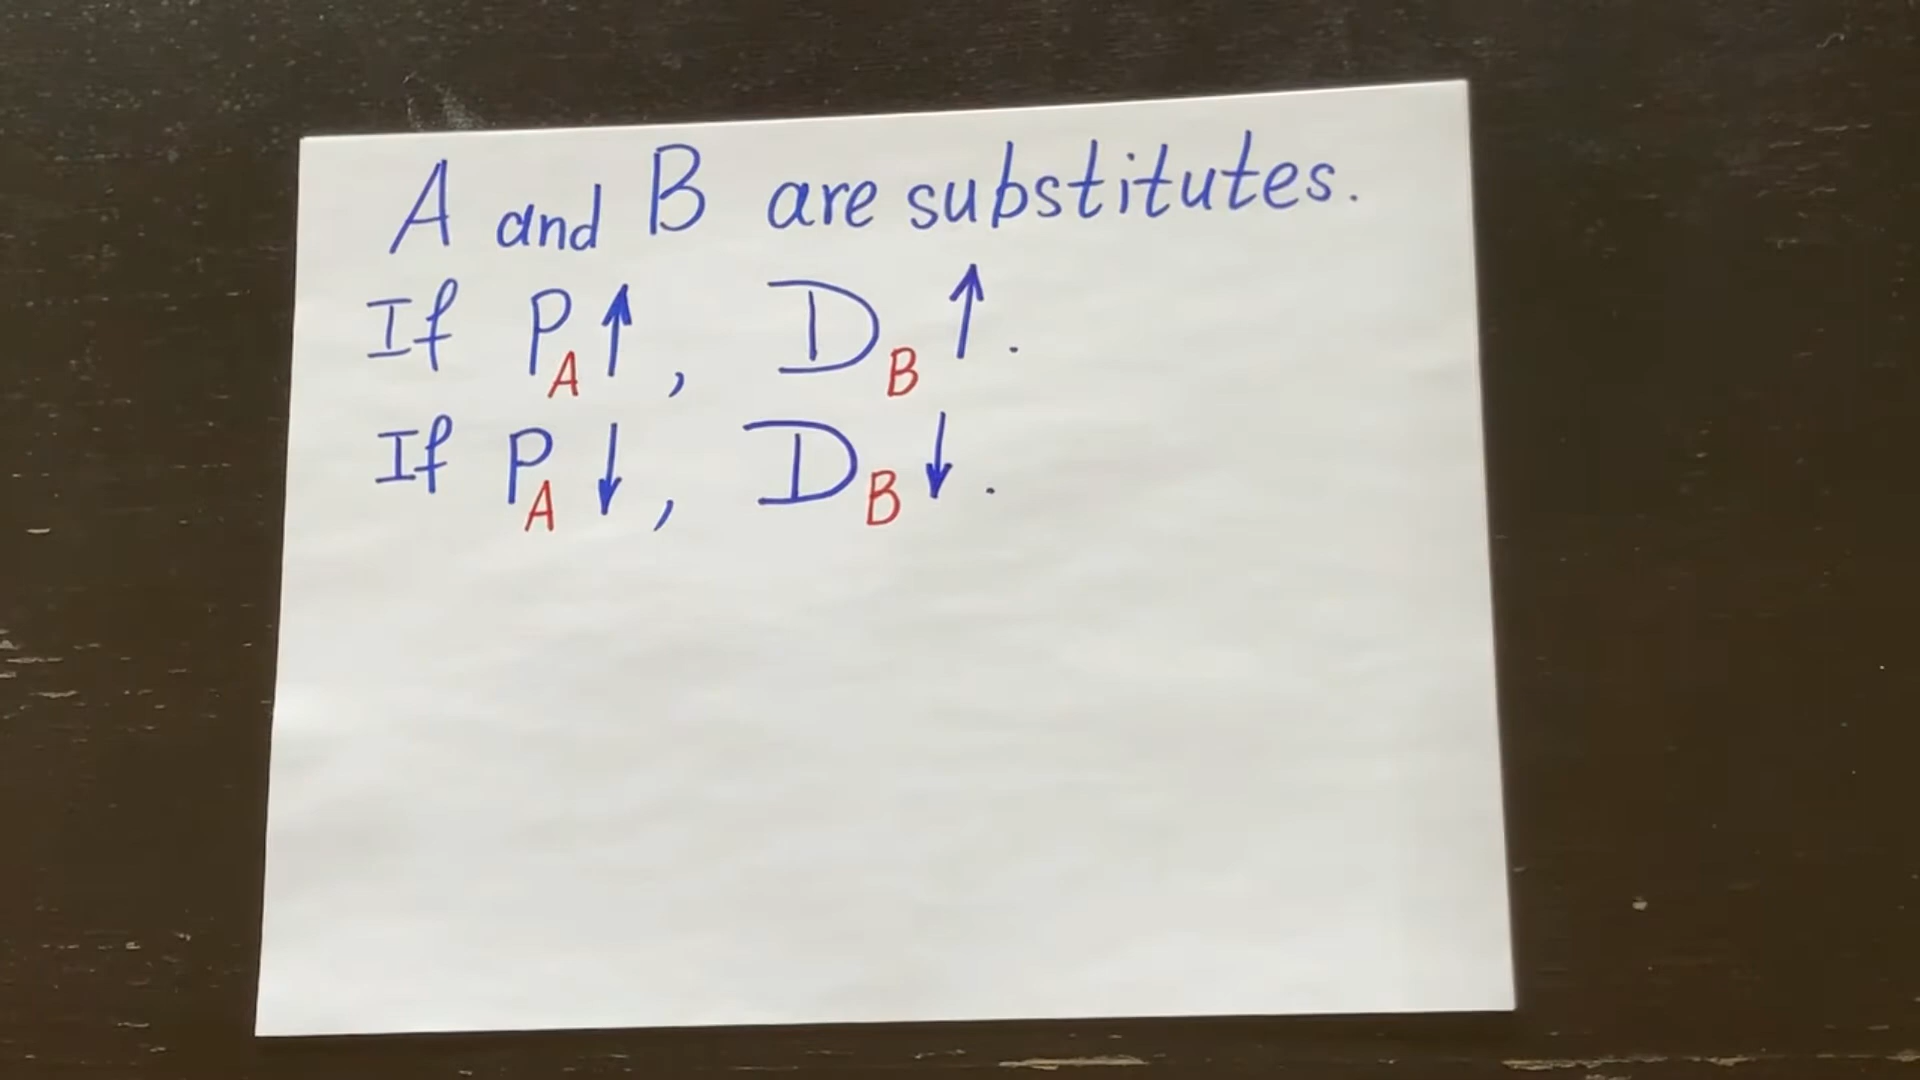 A and B are substitutes.
If P_A ↑, D_B ↑.
If P_A ↓, D_B ↓.